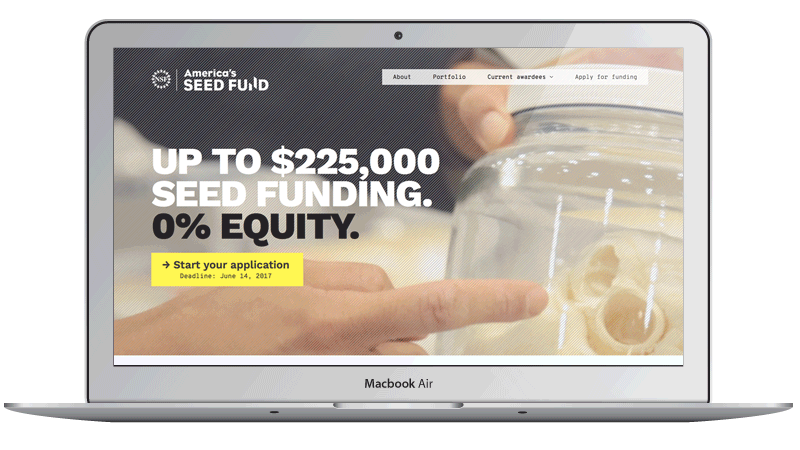 NSF
America's
SEED FUND
About Portfolio Current awardees Apply for funding
UP TO $225,000
SEED FUNDING.
0% EQUITY.
→ Start your application
Deadline: June 14, 2017
Macbook Air